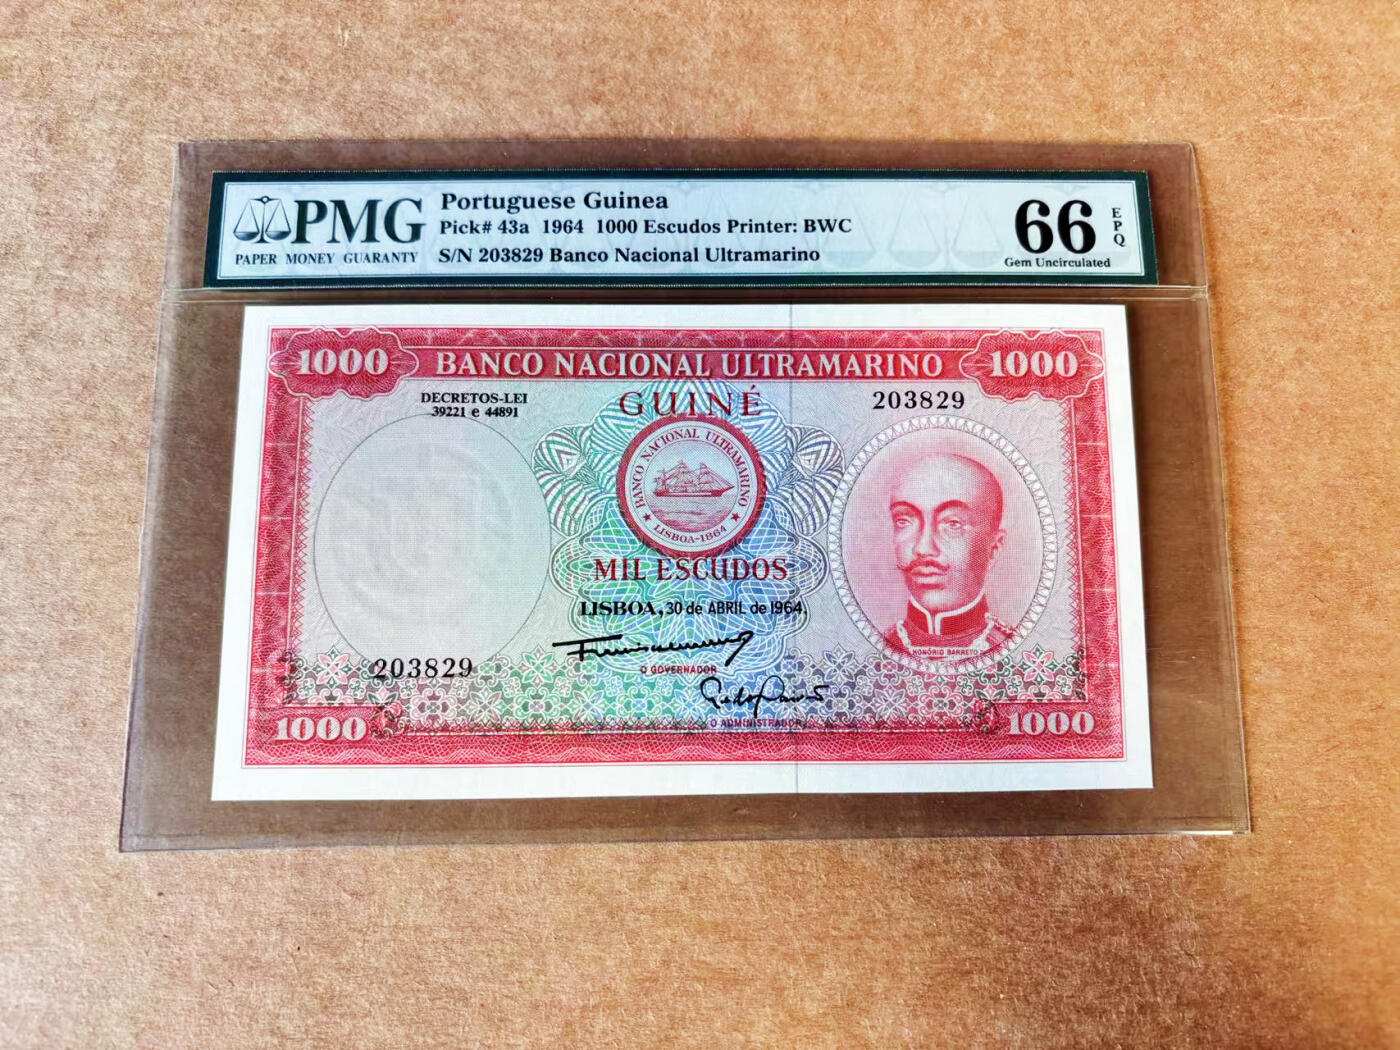 PMG
PAPER MONEY GUARANTY
Portuguese Guinea
Pick# 43a 1964 1000 Escudos Printer: BWC
S/N 203829 Banco Nacional Ultramarino
66
EPQ
Gem Uncirculated
1000 BANCO NACIONAL ULTRAMARINO 1000
DECRETOS-LEI
39221 e 44891
GUINÉ
203829
BANCO NACIONAL ULTRAMARINO
LISBOA-1864
MIL ESCUDOS
LISBOA, 30 de ABRIL de 1964.
HONÓRIO BARRETO
203829
O GOVERNADOR
O ADMINISTRADOR
1000
1000